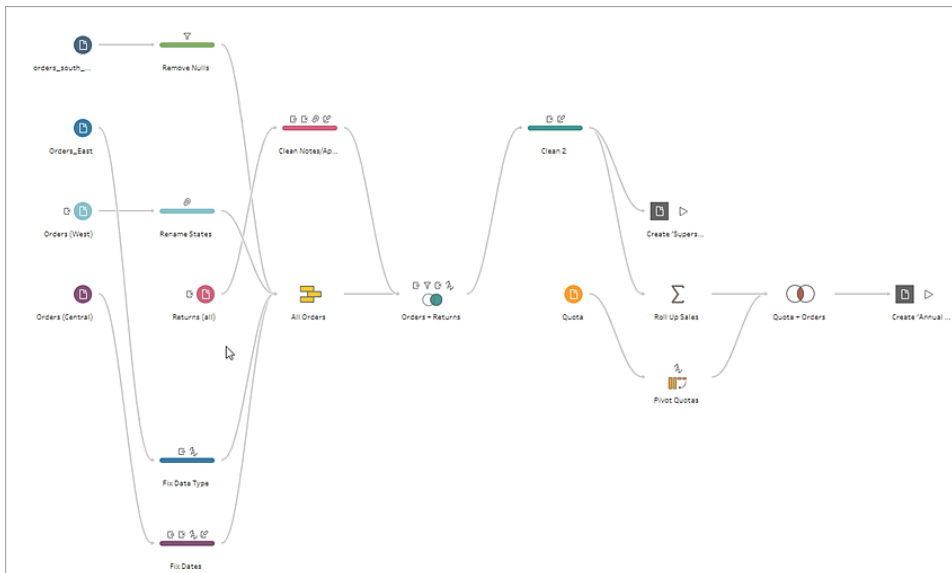 orders_south_...
Remove Nulls
Orders_East
Clean Notes/Ap...
Clean 2
Orders (West)
Rename States
Create 'Supers...
Orders (Central)
Returns (all)
All Orders
Orders + Returns
Quota
Roll Up Sales
Quota + Orders
Create 'Annual ...
Pivot Quotas
Fix Data Type
Fix Dates